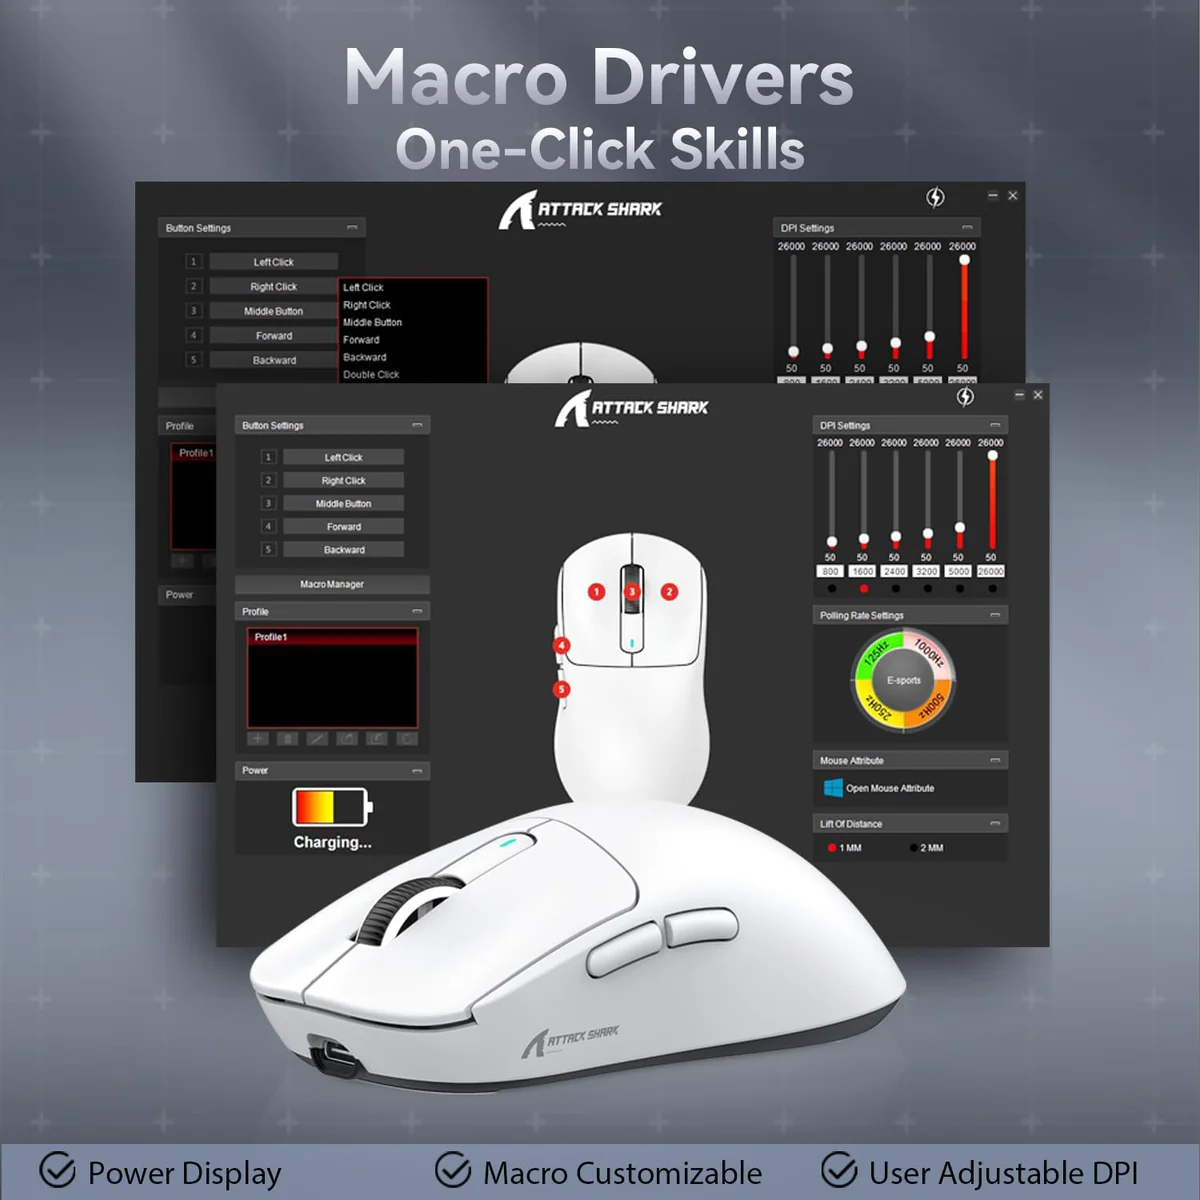 Macro Drivers
One-Click Skills
ATTACK SHARK
Button Settings
1 Left Click
2 Right Click
3 Middle Button
4 Forward
5 Backward
Left Click
Right Click
Middle Button
Forward
Backward
Double Click
DPI Settings
26000 26000 26000 26000 26000 26000
50 50 50 50 50 50
Profile
Profile1
Power
ATTACK SHARK
Button Settings
1 Left Click
2 Right Click
3 Middle Button
4 Forward
5 Backward
Macro Manager
Profile
Profile1
Power
Charging...
1 3 2
4
5
DPI Settings
26000 26000 26000 26000 26000 26000
50 50 50 50 50 50
800 1600 2400 3200 5000 26000
Polling Rate Settings
125Hz 1000Hz
E-sports
250Hz 500Hz
Mouse Attribute
Open Mouse Attribute
Lift Of Distance
1 MM 2 MM
ATTACK SHARK
Power Display
Macro Customizable
User Adjustable DPI